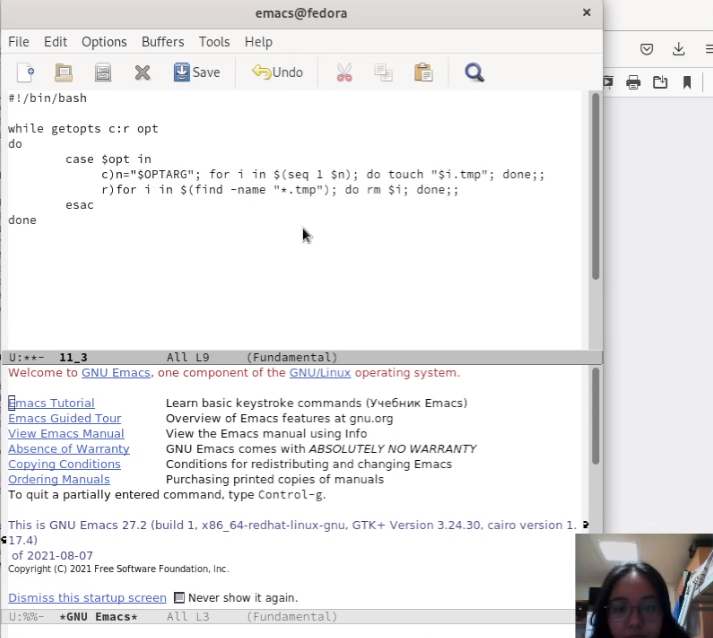 emacs@fedora ×
File Edit Options Buffers Tools Help
Save Undo
#!/bin/bash
while getopts c:r opt
do
case $opt in
c)n="$OPTARG"; for i in $(seq 1 $n); do touch "$i.tmp"; done;;
r)for i in $(find -name "*.tmp"); do rm $i; done;;
esac
done
U:**- 11_3 All L9 (Fundamental)
Welcome to GNU Emacs, one component of the GNU/Linux operating system.
Emacs Tutorial Learn basic keystroke commands (Учебник Emacs)
Emacs Guided Tour Overview of Emacs features at gnu.org
View Emacs Manual View the Emacs manual using Info
Absence of Warranty GNU Emacs comes with ABSOLUTELY NO WARRANTY
Copying Conditions Conditions for redistributing and changing Emacs
Ordering Manuals Purchasing printed copies of manuals
To quit a partially entered command, type Control-g.
This is GNU Emacs 27.2 (build 1, x86_64-redhat-linux-gnu, GTK+ Version 3.24.30, cairo version 1.
17.4)
of 2021-08-07
Copyright (C) 2021 Free Software Foundation, Inc.
Dismiss this startup screen Never show it again.
U:%%- *GNU Emacs* All L3 (Fundamental)